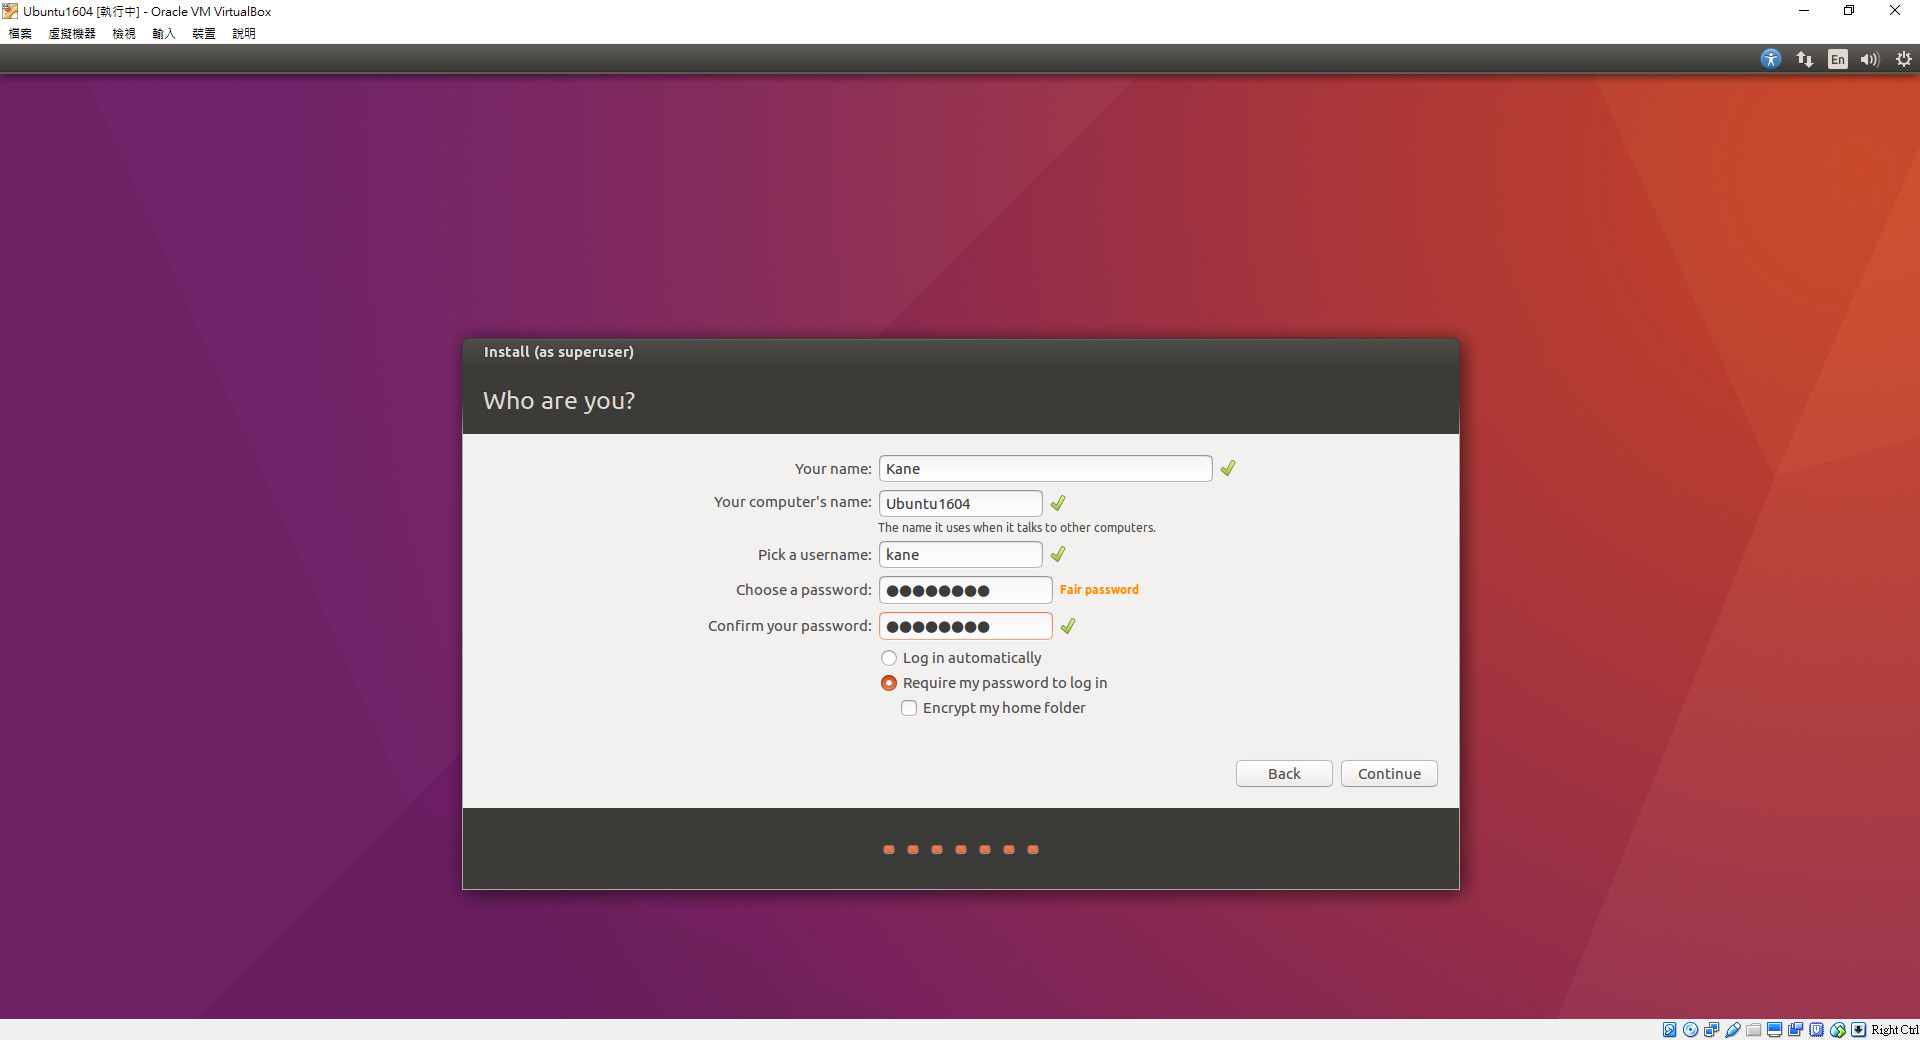 Ubuntu1604 [執行中] - Oracle VM VirtualBox
檔案 虛擬機器 檢視 輸入 裝置 說明
En
Install (as superuser)
Who are you?
Your name: Kane
Your computer's name: Ubuntu1604
The name it uses when it talks to other computers.
Pick a username: kane
Choose a password: ●●●●●●●● Fair password
Confirm your password: ●●●●●●●●
Log in automatically
Require my password to log in
Encrypt my home folder
Back Continue
Right Ctrl